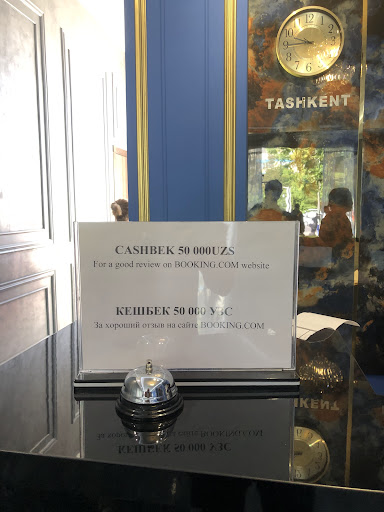 TASHKENT
CASHBEK 50 000UZS
For a good review on BOOKING.COM website
КЕШБЕК 50 000 УЗС
За хороший отзыв на сайте BOOKING.COM